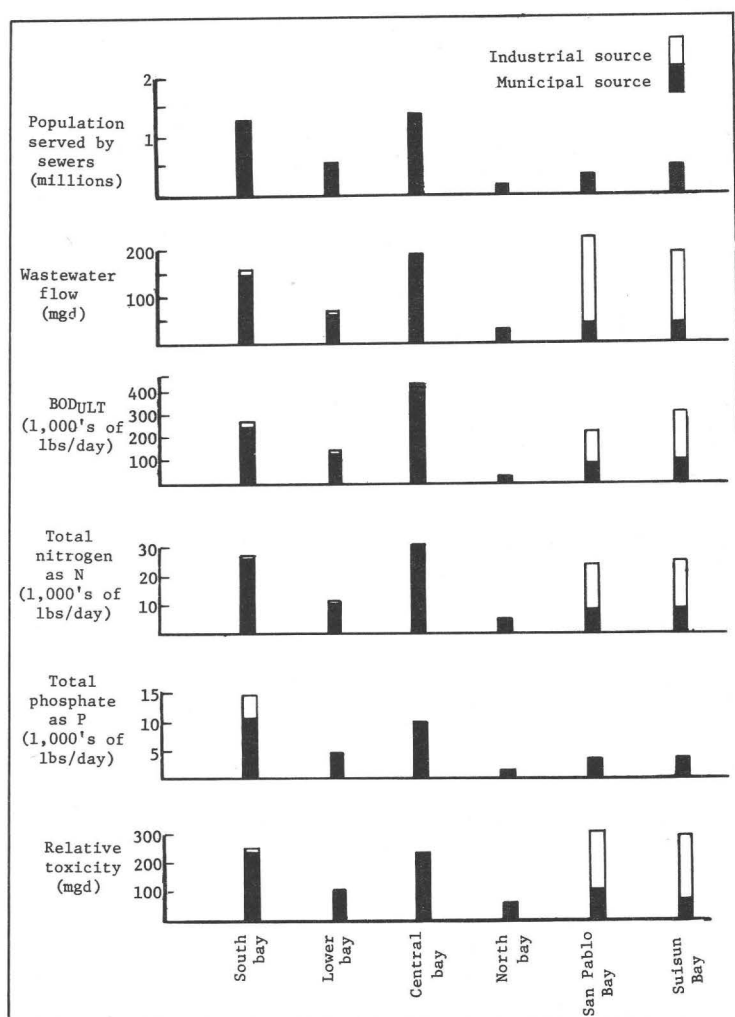 Industrial source
Municipal source
Population
served by
sewers
(millions)
2
1
Wastewater
flow
(mgd)
200
100
BODULT
(1,000's of
lbs/day)
400
300
200
100
Total
nitrogen
as N
(1,000's of
lbs/day)
30
20
10
Total
phosphate
as P
(1,000's of
lbs/day)
15
10
5
Relative
toxicity
(mgd)
300
200
100
South
bay
Lower
bay
Central
bay
North
bay
San Pablo
Bay
Suisun
Bay